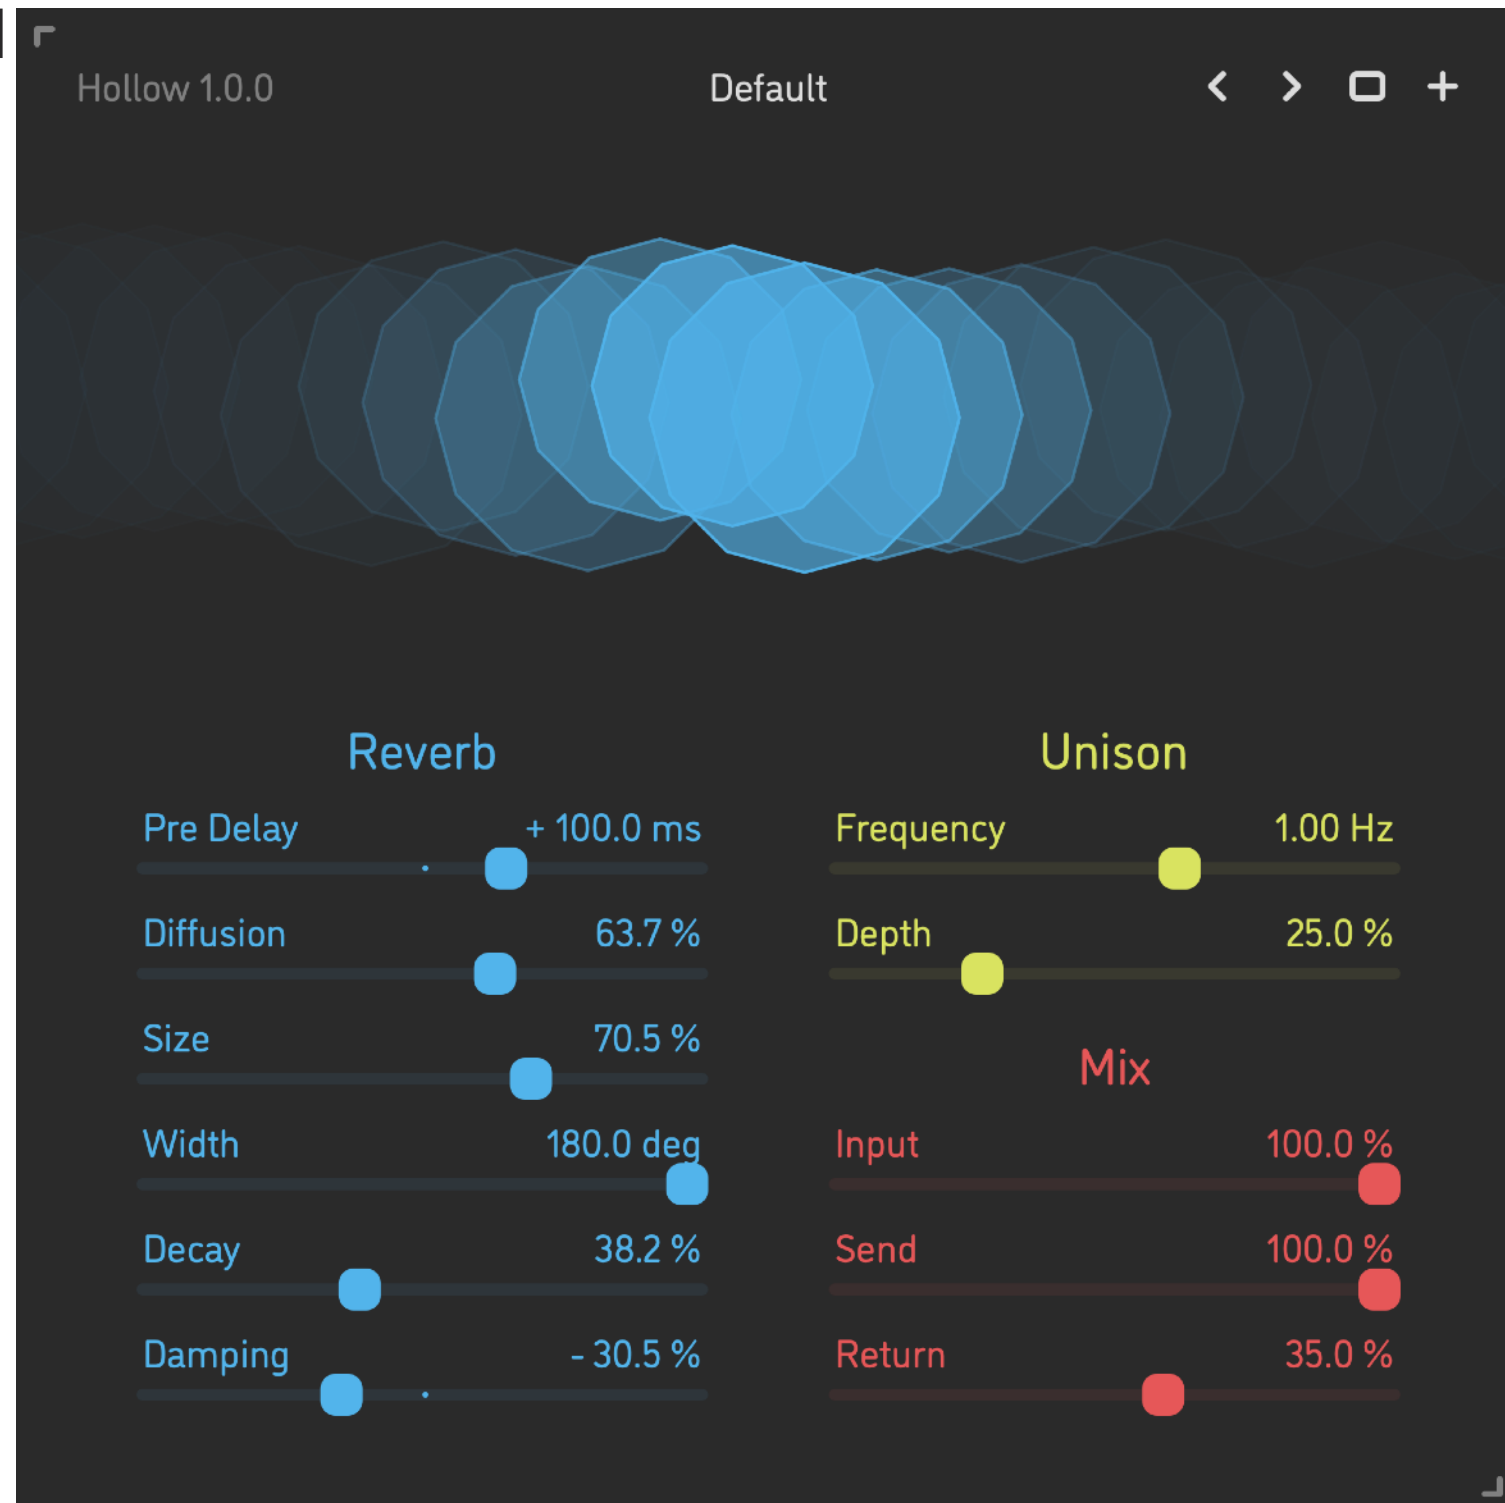 Hollow 1.0.0 Default
Reverb
Pre Delay + 100.0 ms
Diffusion 63.7 %
Size 70.5 %
Width 180.0 deg
Decay 38.2 %
Damping - 30.5 %
Unison
Frequency 1.00 Hz
Depth 25.0 %
Mix
Input 100.0 %
Send 100.0 %
Return 35.0 %